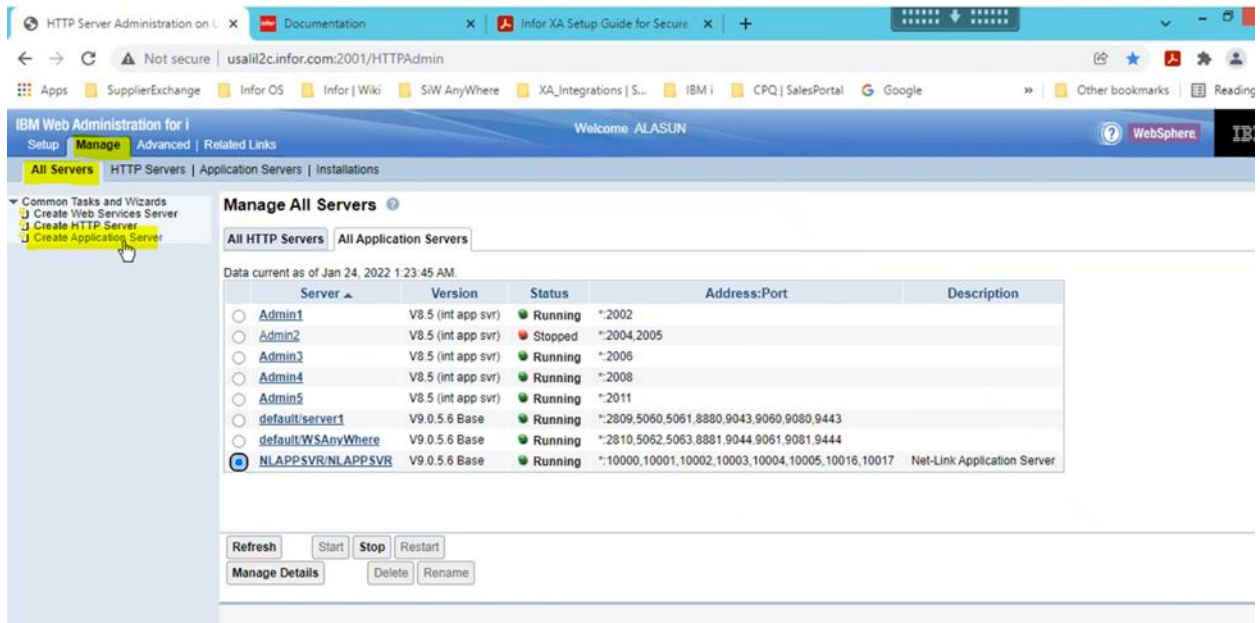 HTTP Server Administration on U
Documentation
Infor XA Setup Guide for Secure
Not secure | usalil2c.infor.com:2001/HTTPAdmin
Apps SupplierExchange Infor OS Infor | Wiki SiW AnyWhere XA_Integrations | S... IBM i CPQ | SalesPortal Google » Other bookmarks Reading
IBM Web Administration for i
Welcome ALASUN
WebSphere
IBM
Setup Manage Advanced | Related Links
All Servers HTTP Servers | Application Servers | Installations
Common Tasks and Wizards
Create Web Services Server
Create HTTP Server
Create Application Server
Manage All Servers
All HTTP Servers All Application Servers
Data current as of Jan 24, 2022 1:23:45 AM.
Server Version Status Address:Port Description
Admin1 V8.5 (int app svr) Running *:2002
Admin2 V8.5 (int app svr) Stopped *:2004,2005
Admin3 V8.5 (int app svr) Running *:2006
Admin4 V8.5 (int app svr) Running *:2008
Admin5 V8.5 (int app svr) Running *:2011
default/server1 V9.0.5.6 Base Running *:2809,5060,5061,8880,9043,9060,9080,9443
default/WSAnyWhere V9.0.5.6 Base Running *:2810,5062,5063,8881,9044,9061,9081,9444
NLAPPSVR/NLAPPSVR V9.0.5.6 Base Running *:10000,10001,10002,10003,10004,10005,10016,10017 Net-Link Application Server
Refresh Start Stop Restart
Manage Details Delete Rename